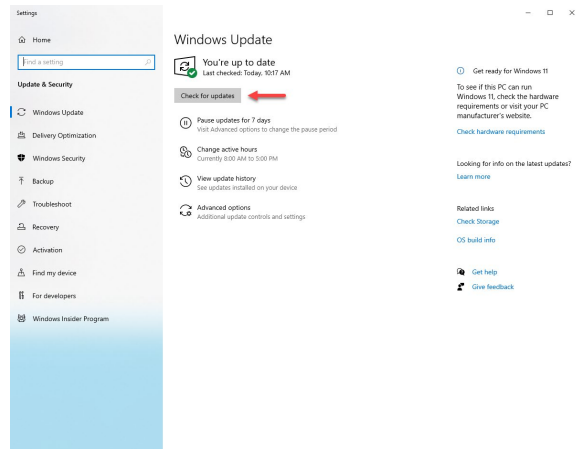 Settings
Home
Find a setting
Update & Security
Windows Update
Delivery Optimization
Windows Security
Backup
Troubleshoot
Recovery
Activation
Find my device
For developers
Windows Insider Program
Windows Update
You're up to date
Last checked: Today, 10:17 AM
Check for updates
Pause updates for 7 days
Visit Advanced options to change the pause period
Change active hours
Currently 8:00 AM to 5:00 PM
View update history
See updates installed on your device
Advanced options
Additional update controls and settings
Get ready for Windows 11
To see if this PC can run
Windows 11, check the hardware
requirements or visit your PC
manufacturer's website.
Check hardware requirements
Looking for info on the latest updates?
Learn more
Related links
Check Storage
OS build info
Get help
Give feedback